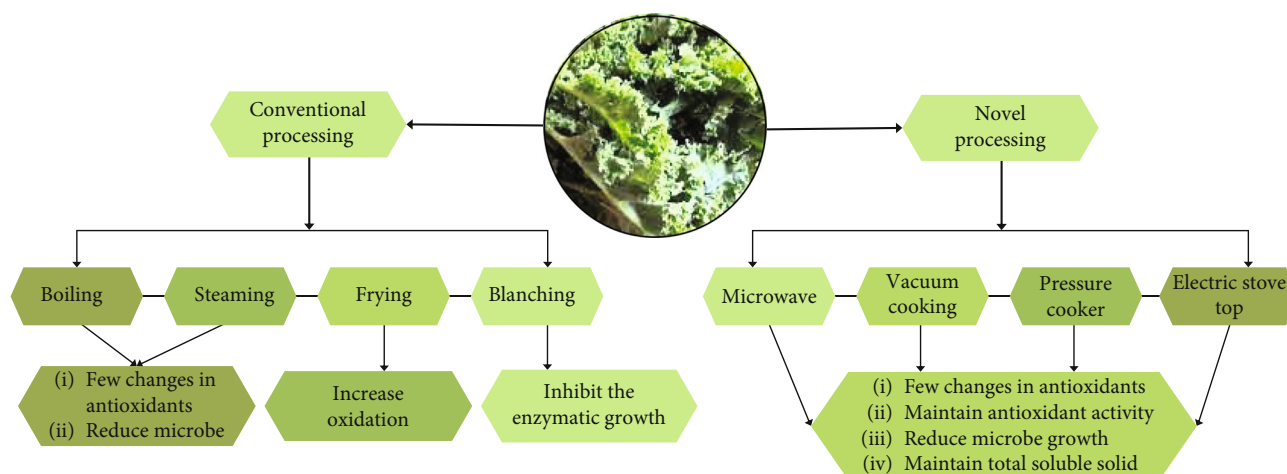 Conventional
processing
Novel
processing
Boiling
Steaming
Frying
Blanching
Microwave
Vacuum
cooking
Pressure
cooker
Electric stove
top
(i) Few changes in
antioxidants
(ii) Reduce microbe
Increase
oxidation
Inhibit the
enzymatic growth
(i) Few changes in antioxidants
(ii) Maintain antioxidant activity
(iii) Reduce microbe growth
(iv) Maintain total soluble solid